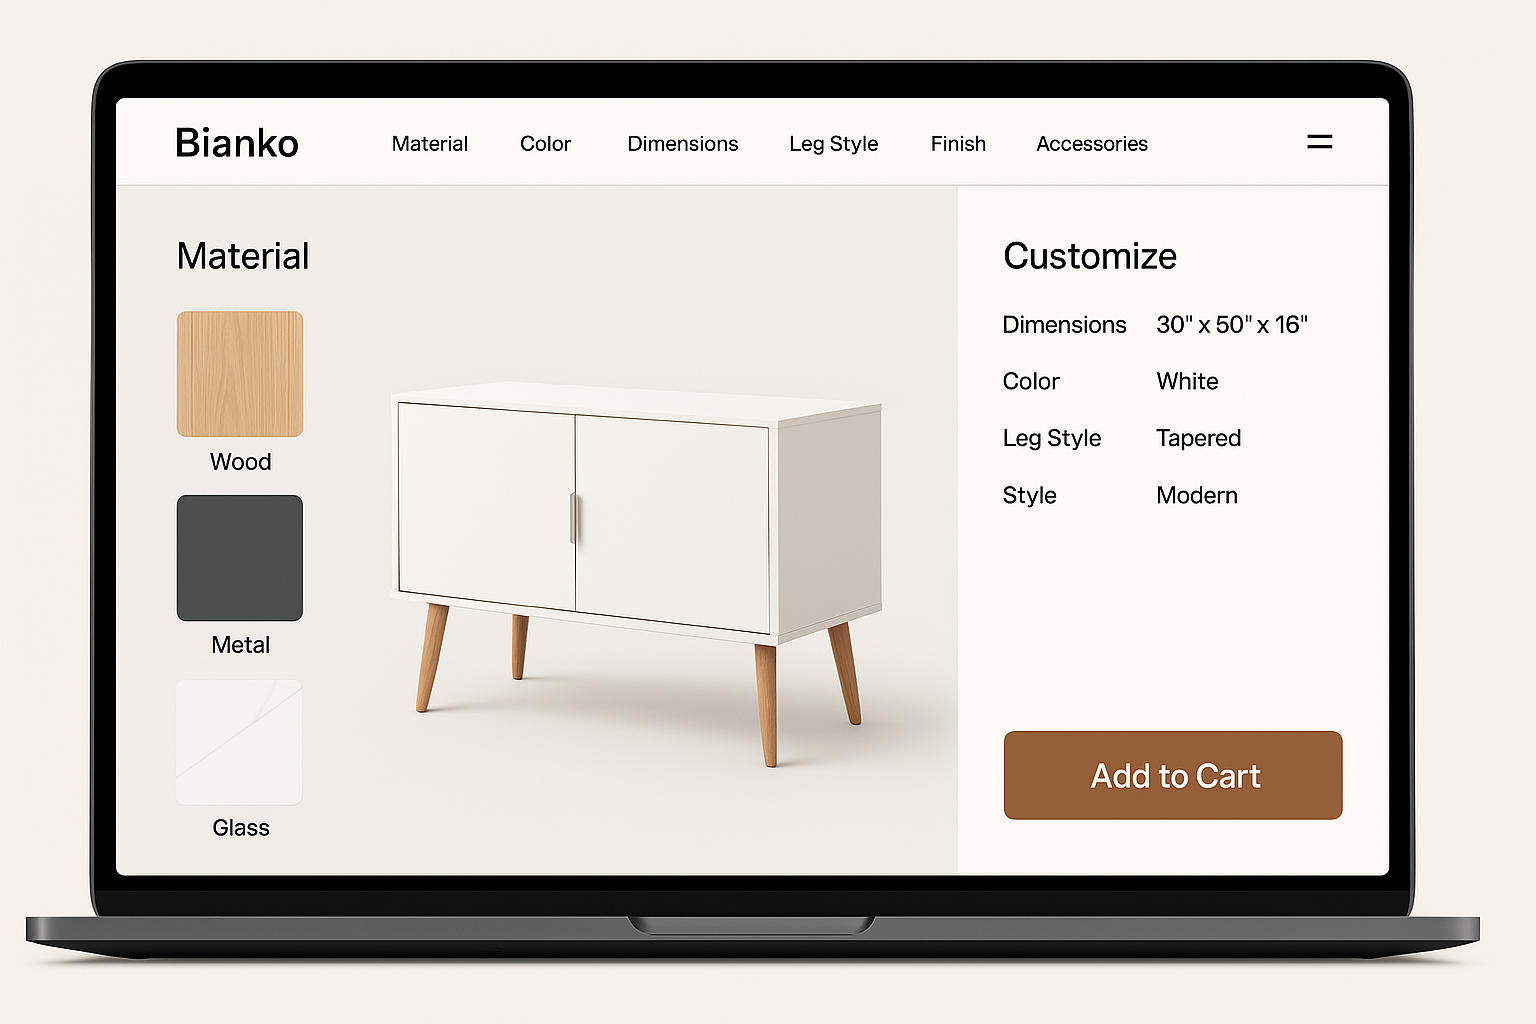 Bianko
Material Color Dimensions Leg Style Finish Accessories
Material
Wood
Metal
Glass
Customize
Dimensions 30" x 50" x 16"
Color White
Leg Style Tapered
Style Modern
Add to Cart